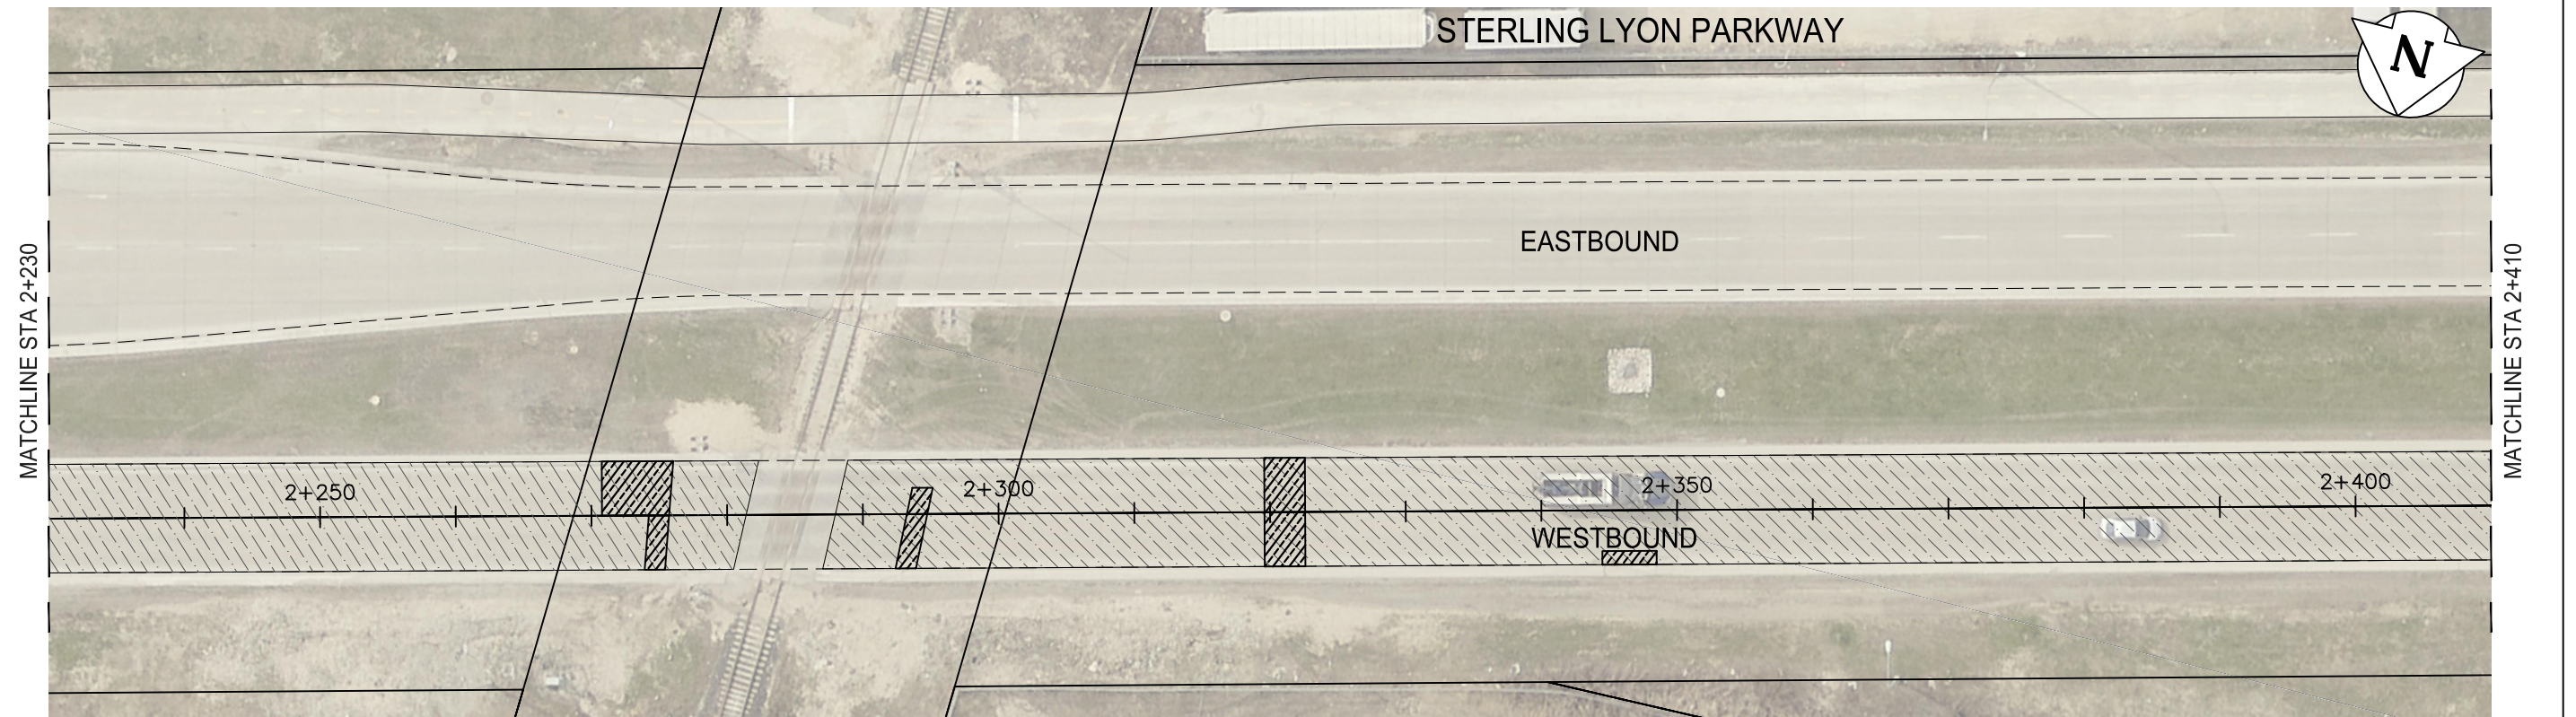 STERLING LYON PARKWAY
N
EASTBOUND
MATCHLINE STA 2+230
MATCHLINE STA 2+410
2+250
2+300
2+350
2+400
WESTBOUND